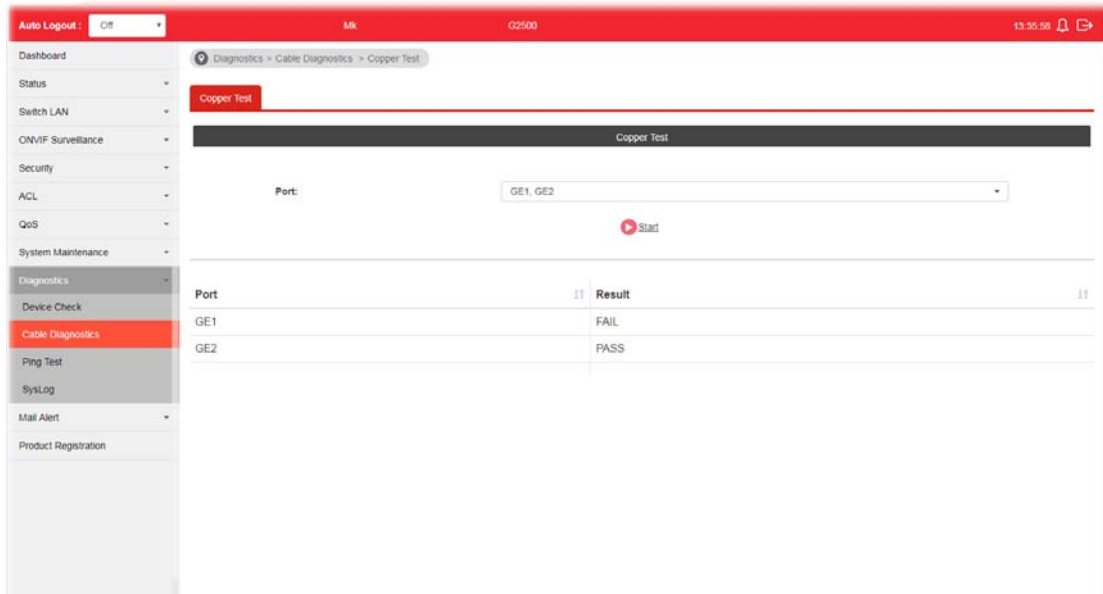 Auto Logout : Off Mk G2500 13:35:58
Dashboard
Diagnostics > Cable Diagnostics > Copper Test
Status
Copper Test
Switch LAN
ONVIF Surveillance
Copper Test
Security
ACL
Port: GE1, GE2
QoS
Start
System Maintenance
Diagnostics
Port Result
Device Check
GE1 FAIL
Cable Diagnostics
GE2 PASS
Ping Test
SysLog
Mail Alert
Product Registration